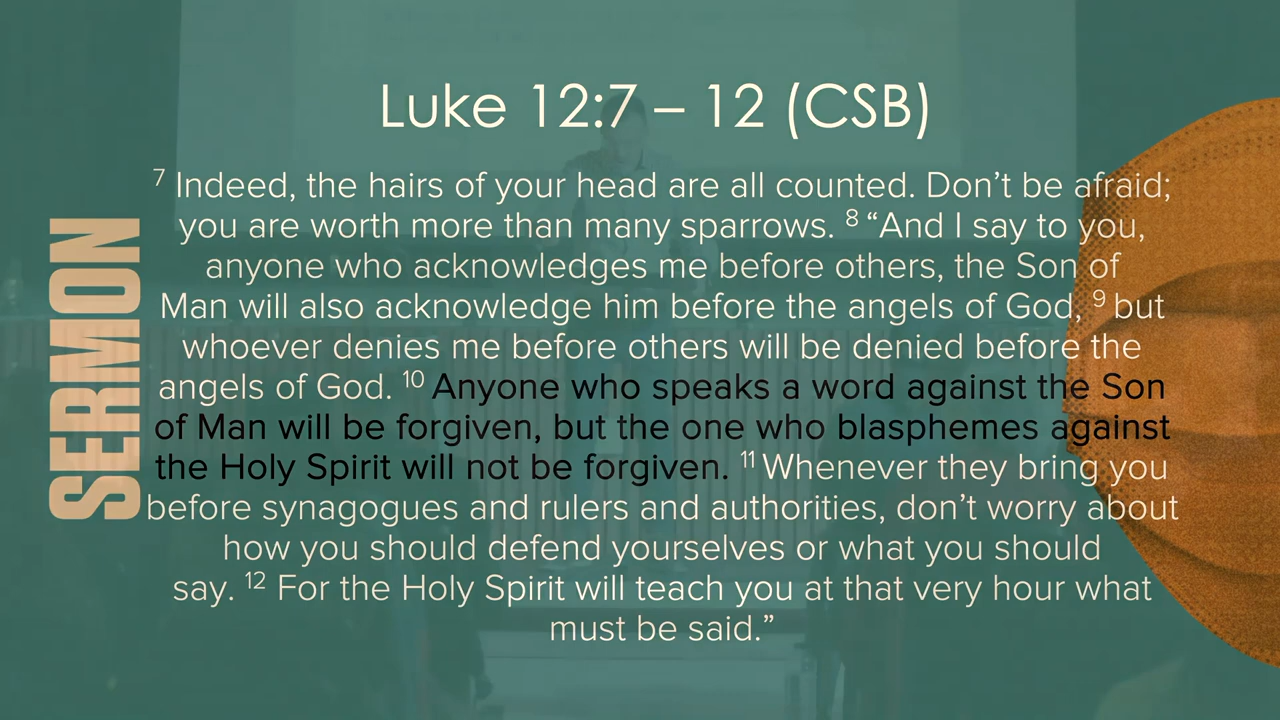 Luke 12:7 – 12 (CSB)
⁷ Indeed, the hairs of your head are all counted. Don’t be afraid;
you are worth more than many sparrows. ⁸ “And I say to you,
anyone who acknowledges me before others, the Son of
Man will also acknowledge him before the angels of God, ⁹ but
whoever denies me before others will be denied before the
angels of God. ¹⁰ Anyone who speaks a word against the Son
of Man will be forgiven, but the one who blasphemes against
the Holy Spirit will not be forgiven. ¹¹ Whenever they bring you
before synagogues and rulers and authorities, don’t worry about
how you should defend yourselves or what you should
say. ¹² For the Holy Spirit will teach you at that very hour what
must be said.”
SERMON